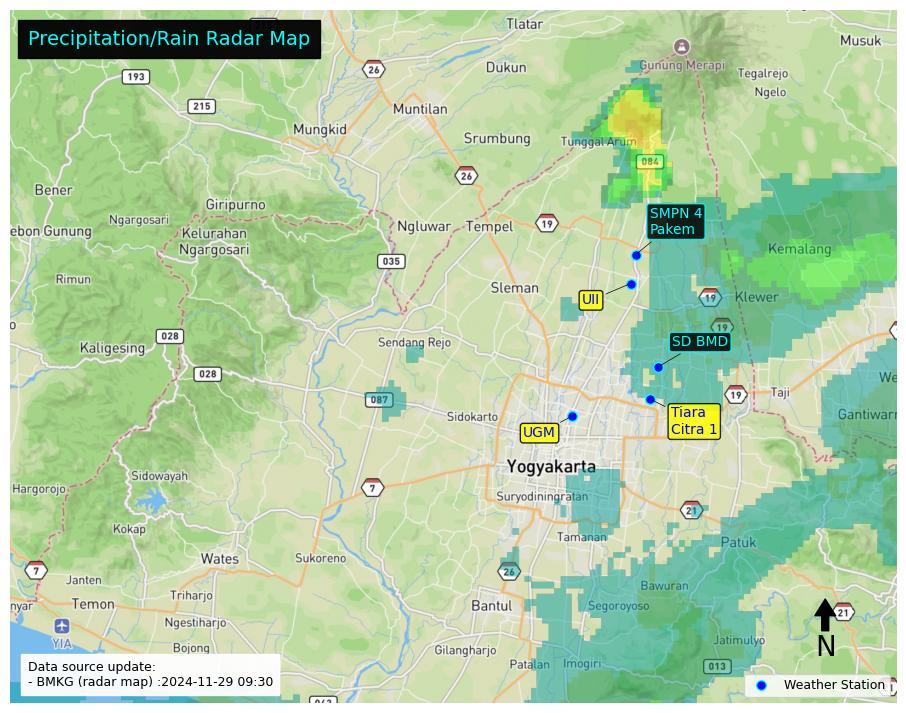 Precipitation/Rain Radar Map
Tlatar
Musuk
26
Gunung Merapi
Dukun
Tegalrejo
193
Ngelo
215
Muntilan
Mungkid
Srumbung
Tunggal Arum
084
26
Bener
Giripurno
Ngargosari
SMPN 4
Pakem
ebon Gunung
Kelurahan
Ngargosari
Ngluwar
Tempel
19
Kemalang
035
Rimun
Sleman
UII
19
Klewer
19
028
Sendang Rejo
SD BMD
Kaligesing
028
087
19
Taji
Sidokarto
Tiara
Citra 1
UGM
Gantiwarn
We
Yogyakarta
Sidowayah
Hargorojo
7
Suryodiningratan
21
Kokap
Tamanan
Patuk
Wates
Sukoreno
7
26
Janten
Bawuran
Triharjo
nyar
Temon
Bantul
Segoroyoso
21
Ngestiharjo
YIA
N
Bojong
Gilangharjo
Jatimulyo
Patalan
Imogiri
013
Data source update:
- BMKG (radar map) :2024-11-29 09:30
Weather Station